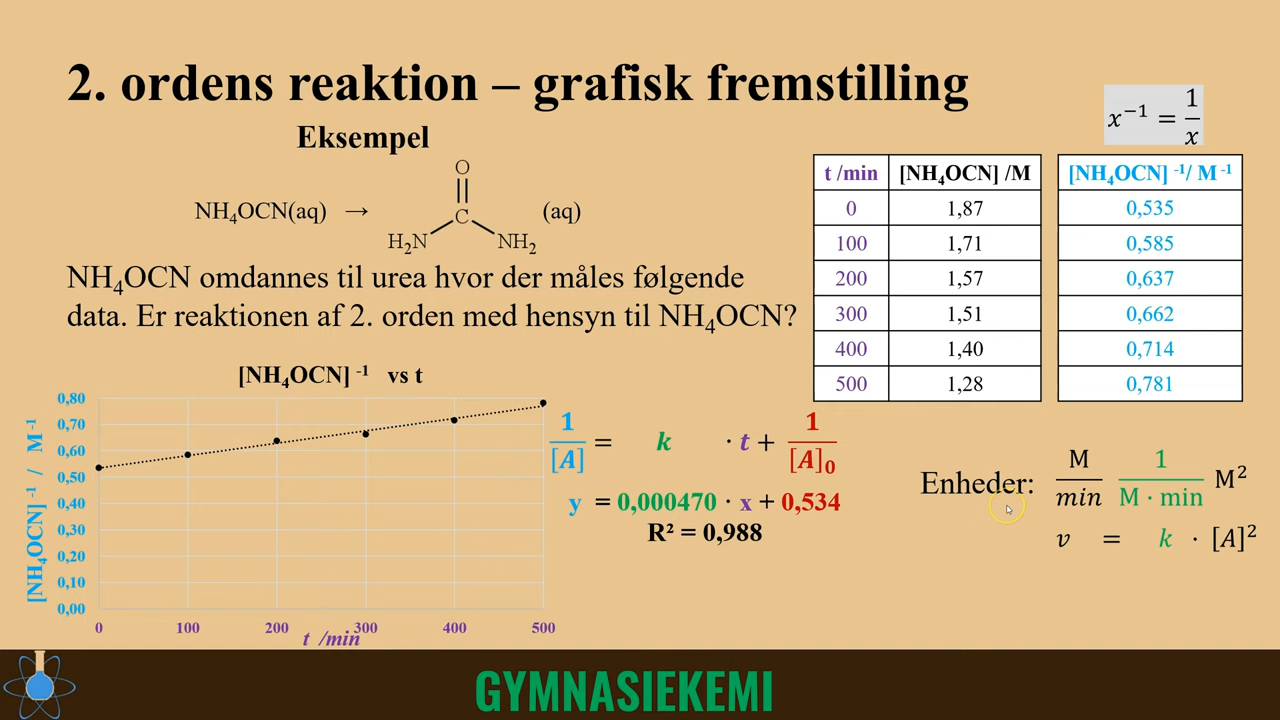 2. ordens reaktion – grafisk fremstilling
Eksempel
x⁻¹ = 1/x
O
C
H₂N
NH₂
NH₄OCN(aq) → (aq)
NH₄OCN omdannes til urea hvor der måles følgende
data. Er reaktionen af 2. orden med hensyn til NH₄OCN?
t /min [NH₄OCN] /M [NH₄OCN] ⁻¹/ M ⁻¹
0 1,87 0,535
100 1,71 0,585
200 1,57 0,637
300 1,51 0,662
400 1,40 0,714
500 1,28 0,781
[NH₄OCN] ⁻¹ vs t
[NH₄OCN] ⁻¹ / M⁻¹
0,80
0,70
0,60
0,50
0,40
0,30
0,20
0,10
0,00
0 100 200 300 400 500
t /min
1/[A] = k · t + 1/[A]₀
y = 0,000470 · x + 0,534
R² = 0,988
Enheder: M/min 1/(M · min) M²
v = k · [A]²
GYMNASIEKEMI